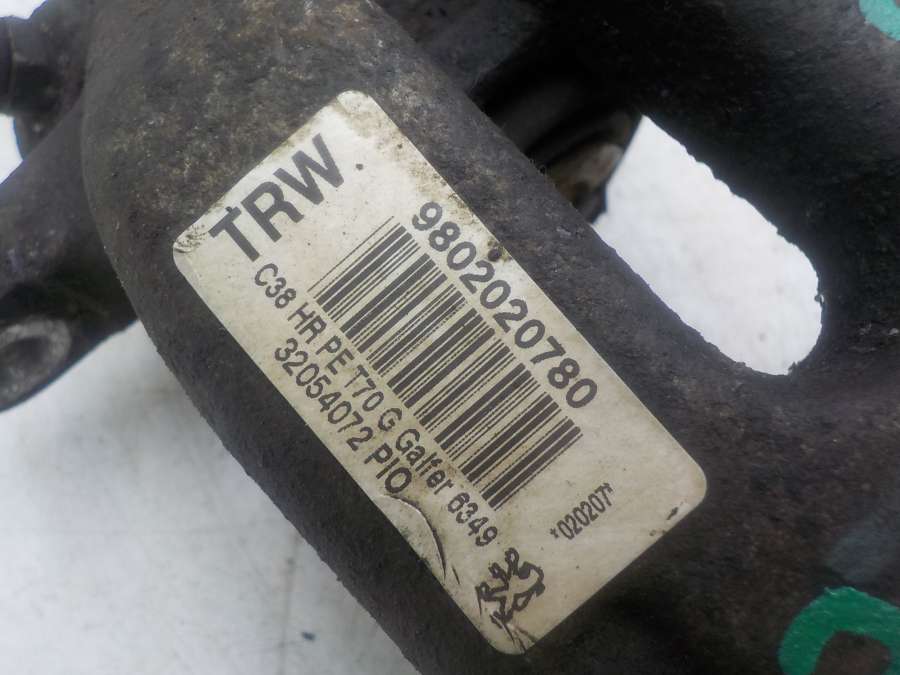 TRW
9802020780
C38 HR PE T70 G Galfer 6349
32054072 PIO
*020207*